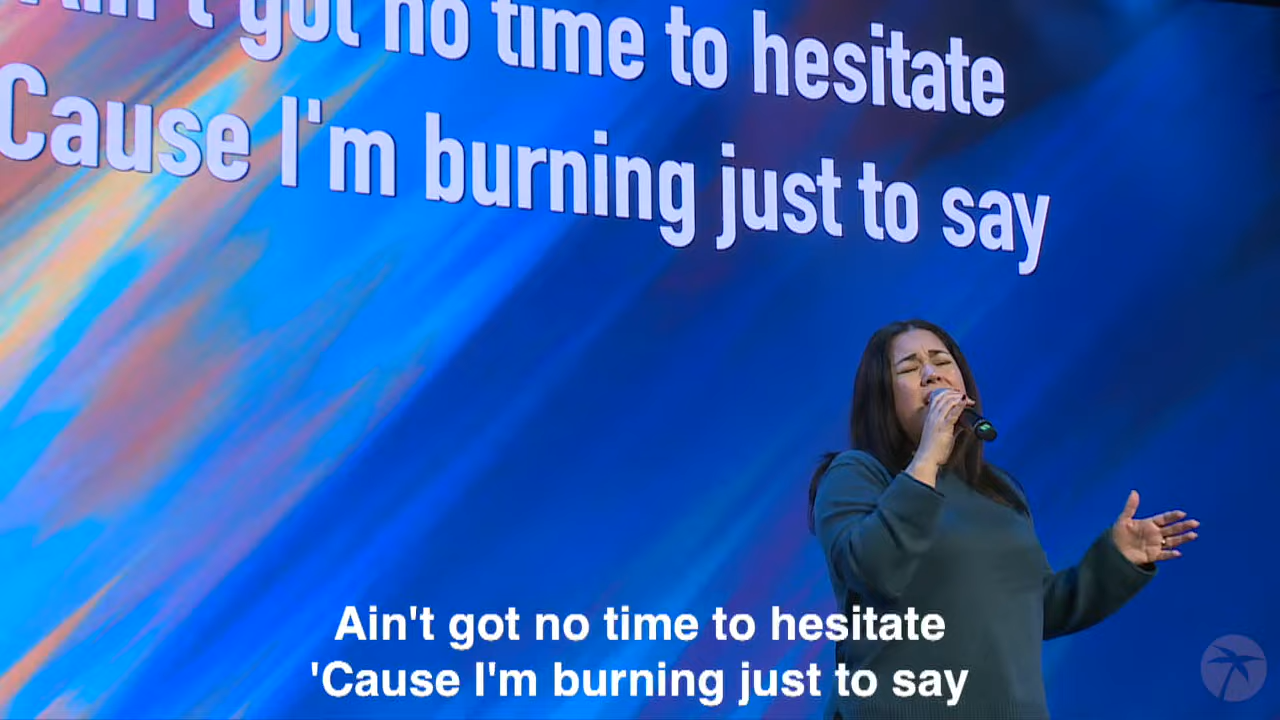 Ain't got no time to hesitate
'Cause I'm burning just to say
Ain't got no time to hesitate
'Cause I'm burning just to say